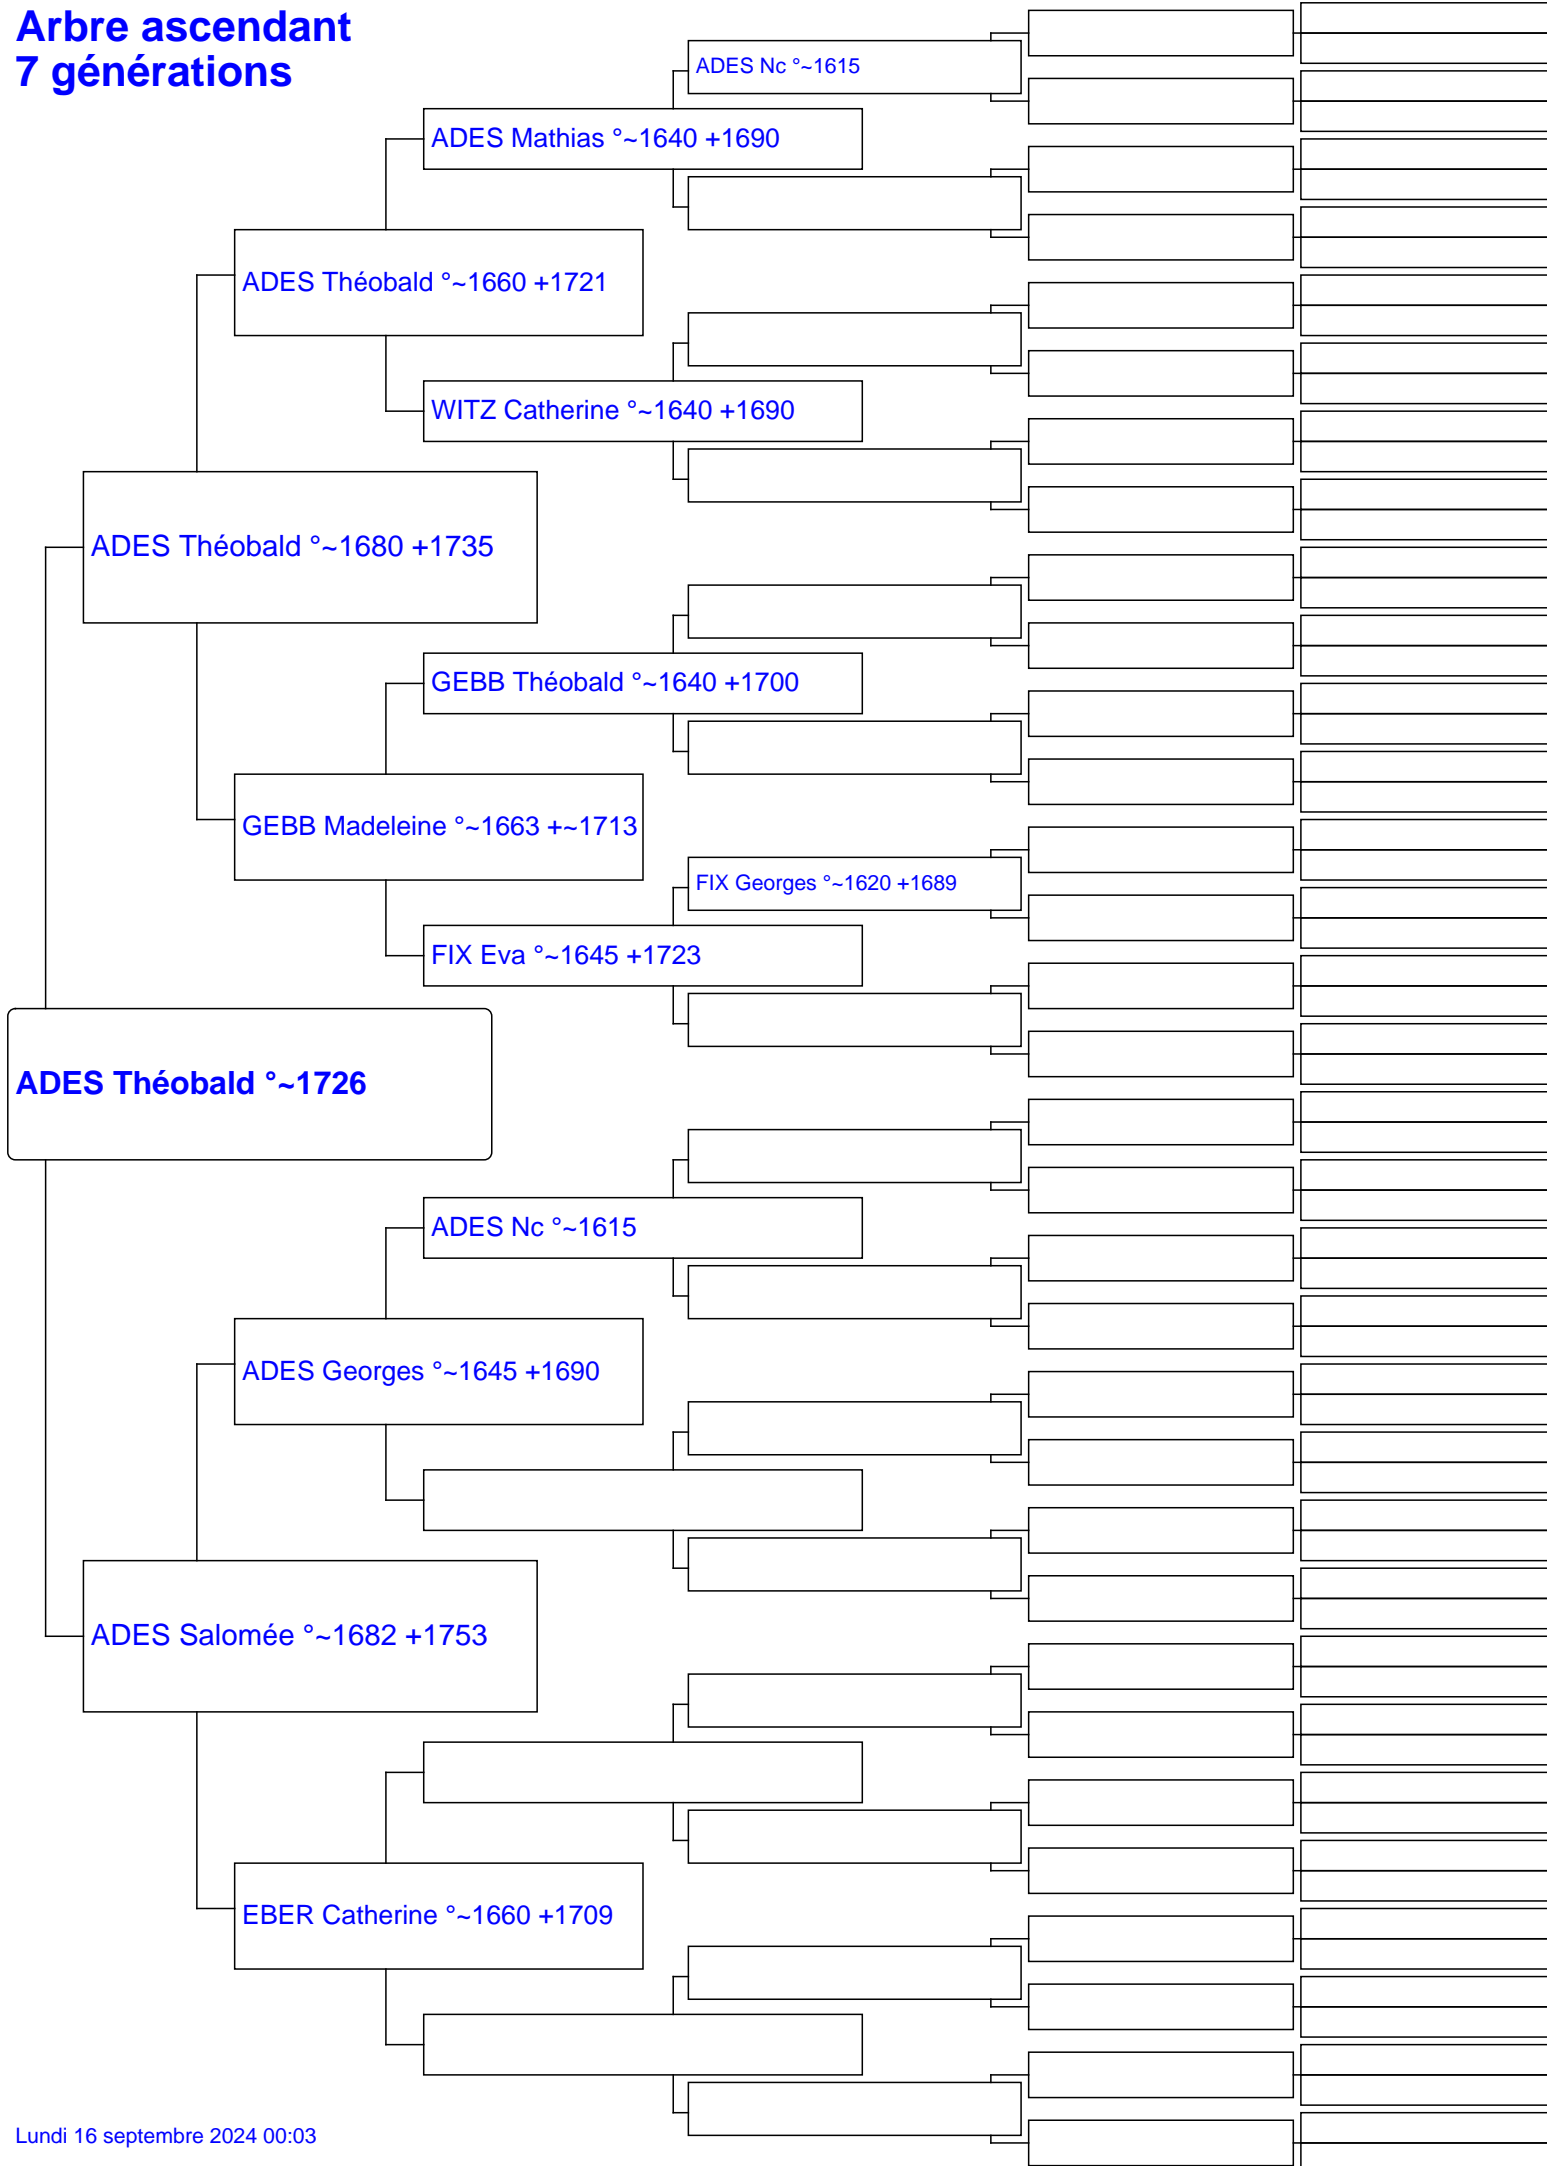 Arbre ascendant
7 générations
ADES Nc °~1615
ADES Mathias °~1640 +1690
ADES Théobald °~1660 +1721
WITZ Catherine °~1640 +1690
ADES Théobald °~1680 +1735
GEBB Théobald °~1640 +1700
GEBB Madeleine °~1663 +~1713
FIX Georges °~1620 +1689
FIX Eva °~1645 +1723
ADES Théobald °~1726
ADES Nc °~1615
ADES Georges °~1645 +1690
ADES Salomée °~1682 +1753
EBER Catherine °~1660 +1709
Lundi 16 septembre 2024 00:03